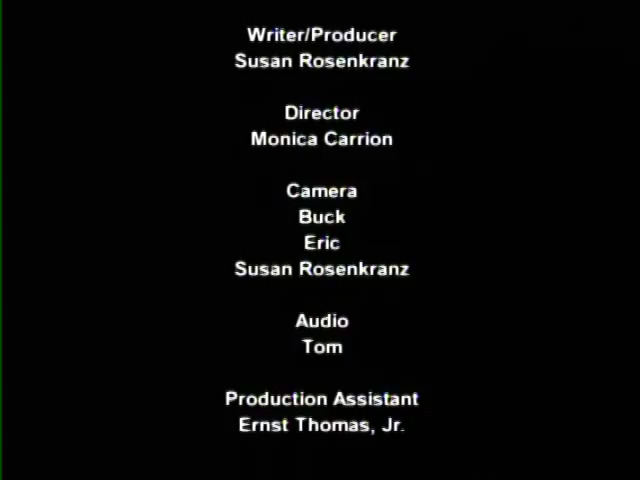 Writer/Producer
Susan Rosenkranz
Director
Monica Carrion
Camera
Buck
Eric
Susan Rosenkranz
Audio
Tom
Production Assistant
Ernst Thomas, Jr.